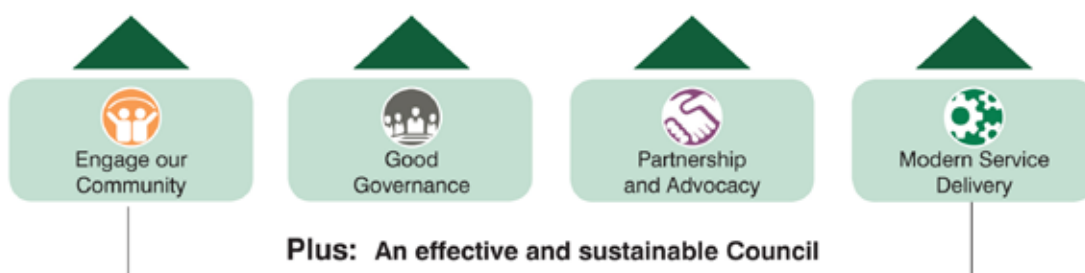 Engage our
Community
Good
Governance
Partnership
and Advocacy
Modern Service
Delivery
Plus: An effective and sustainable Council